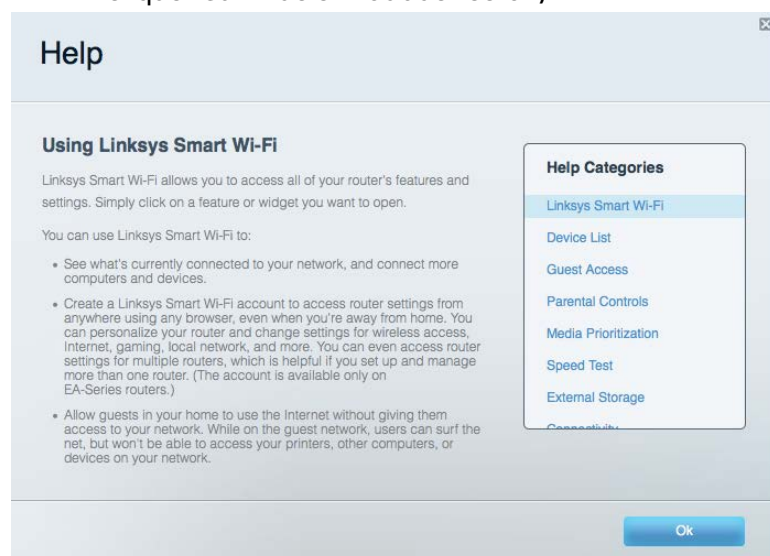 Help
Using Linksys Smart Wi-Fi
Linksys Smart Wi-Fi allows you to access all of your router's features and
settings. Simply click on a feature or widget you want to open.
You can use Linksys Smart Wi-Fi to:
• See what's currently connected to your network, and connect more
computers and devices.
• Create a Linksys Smart Wi-Fi account to access router settings from
anywhere using any browser, even when you're away from home. You
can personalize your router and change settings for wireless access,
Internet, gaming, local network, and more. You can even access router
settings for multiple routers, which is helpful if you set up and manage
more than one router. (The account is available only on
EA-Series routers.)
• Allow guests in your home to use the Internet without giving them
access to your network. While on the guest network, users can surf the
net, but won't be able to access your printers, other computers, or
devices on your network.
Help Categories
Linksys Smart Wi-Fi
Device List
Guest Access
Parental Controls
Media Prioritization
Speed Test
External Storage
Connectivity
Ok